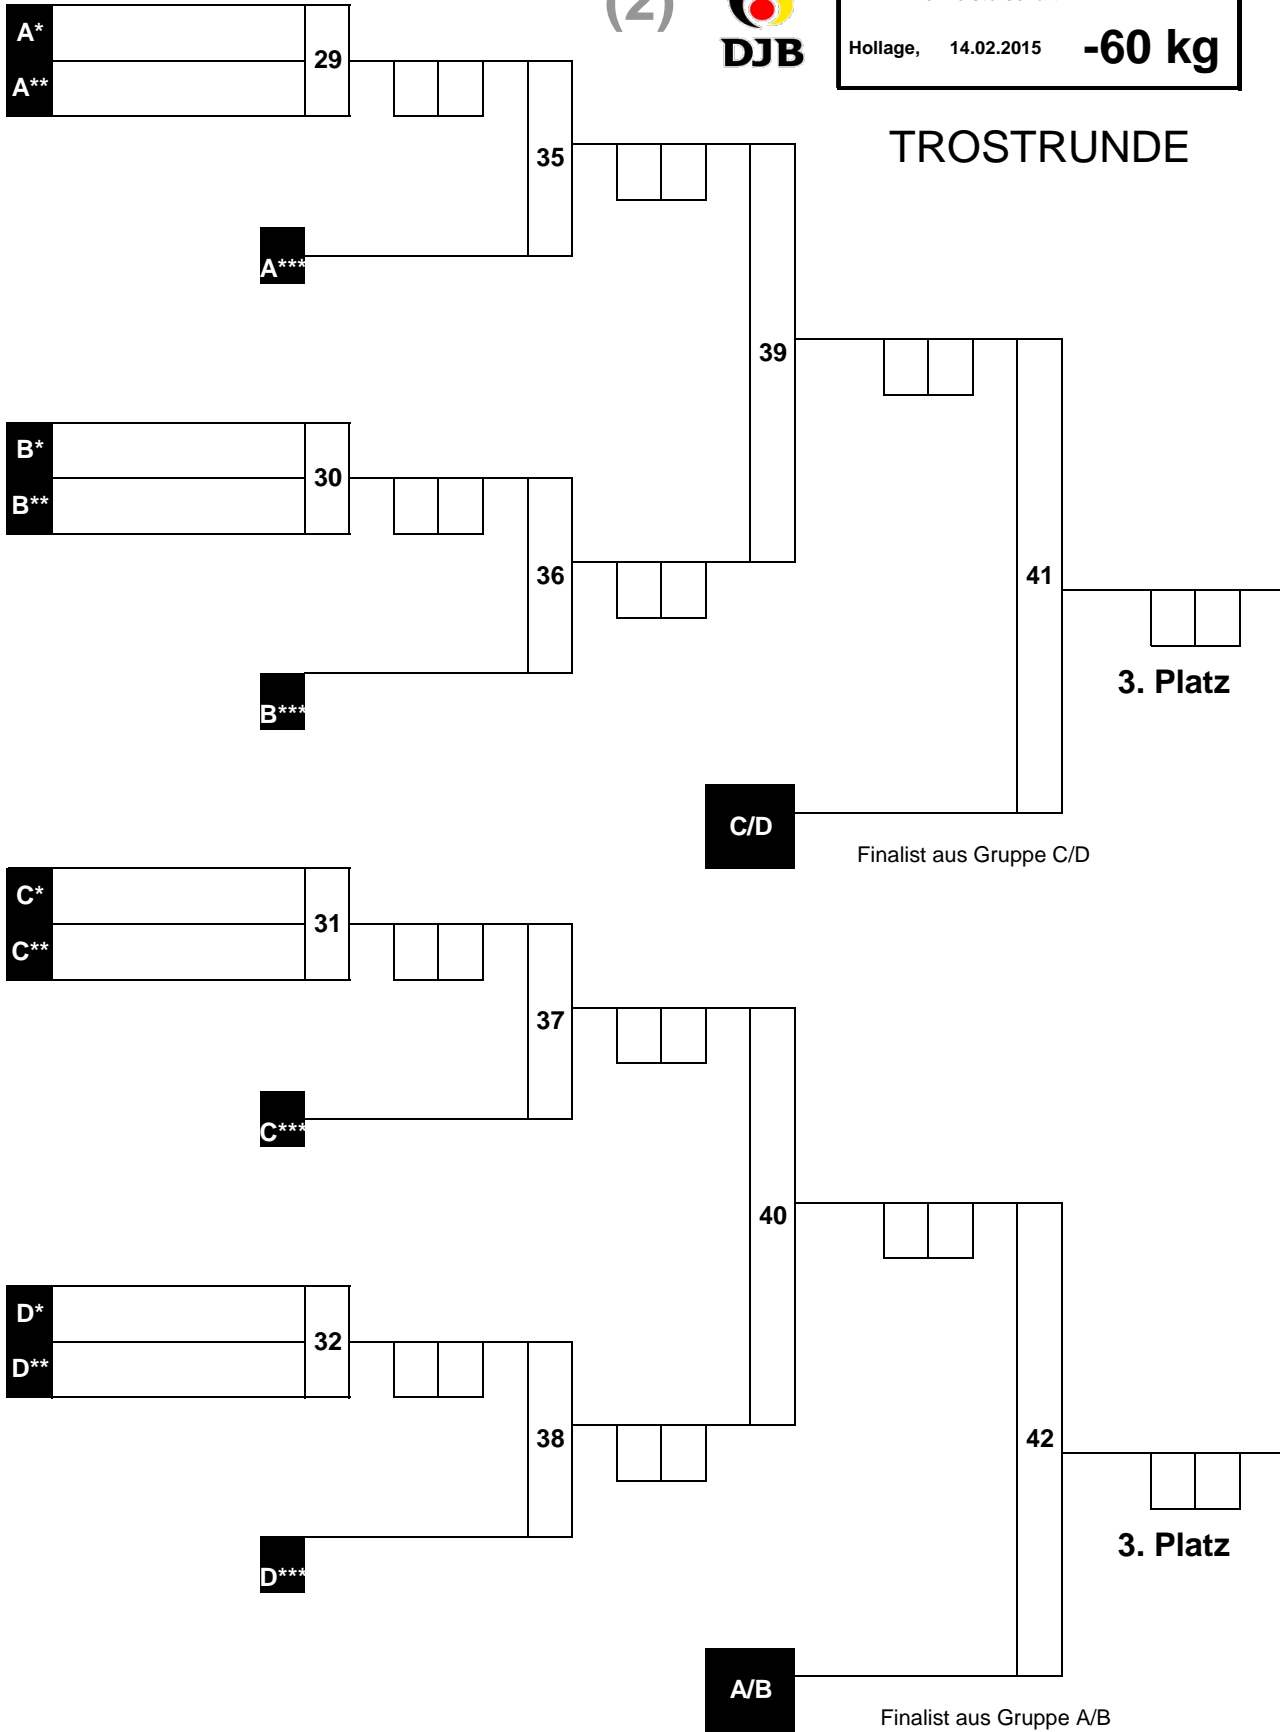 (2)
DJB
Hollage, 14.02.2015 -60 kg
TROSTRUNDE
A*
A**
29
35
A***
39
B*
B**
30
36
41
B***
3. Platz
C/D
Finalist aus Gruppe C/D
C*
C**
31
37
C***
40
D*
D**
32
38
42
D***
3. Platz
A/B
Finalist aus Gruppe A/B